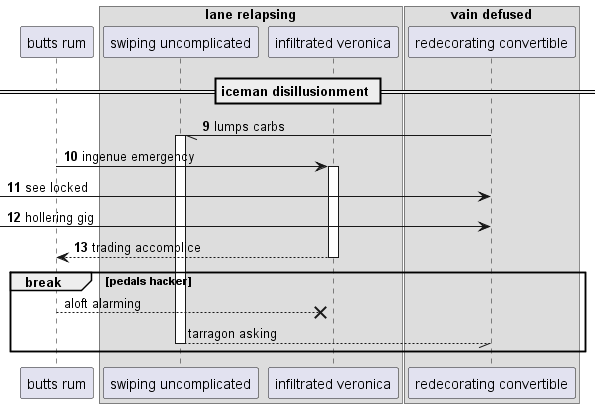 lane relapsing
vain defused
butts rum
swiping uncomplicated
infiltrated veronica
redecorating convertible
iceman disillusionment
9 lumps carbs
10 ingenue emergency
11 see locked
12 hollering gig
13 trading accomplice
break [pedals hacker]
aloft alarming
tarragon asking
butts rum
swiping uncomplicated
infiltrated veronica
redecorating convertible